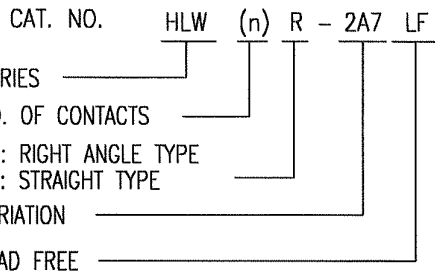 CAT. NO. HLW (n) R - 2A7 LF
RIES
. OF CONTACTS
: RIGHT ANGLE TYPE
: STRAIGHT TYPE
RIATION
AD FREE